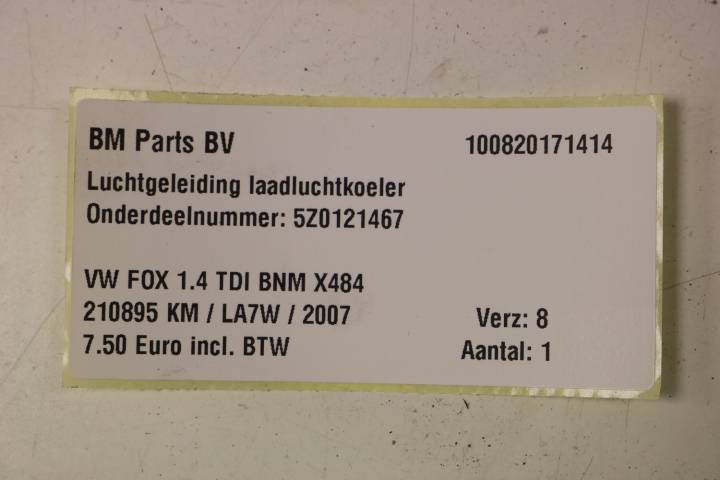 BM Parts BV 100820171414
Luchtgeleiding laadluchtkoeler
Onderdeelnummer: 5Z0121467
VW FOX 1.4 TDI BNM X484
210895 KM / LA7W / 2007 Verz: 8
7.50 Euro incl. BTW Aantal: 1